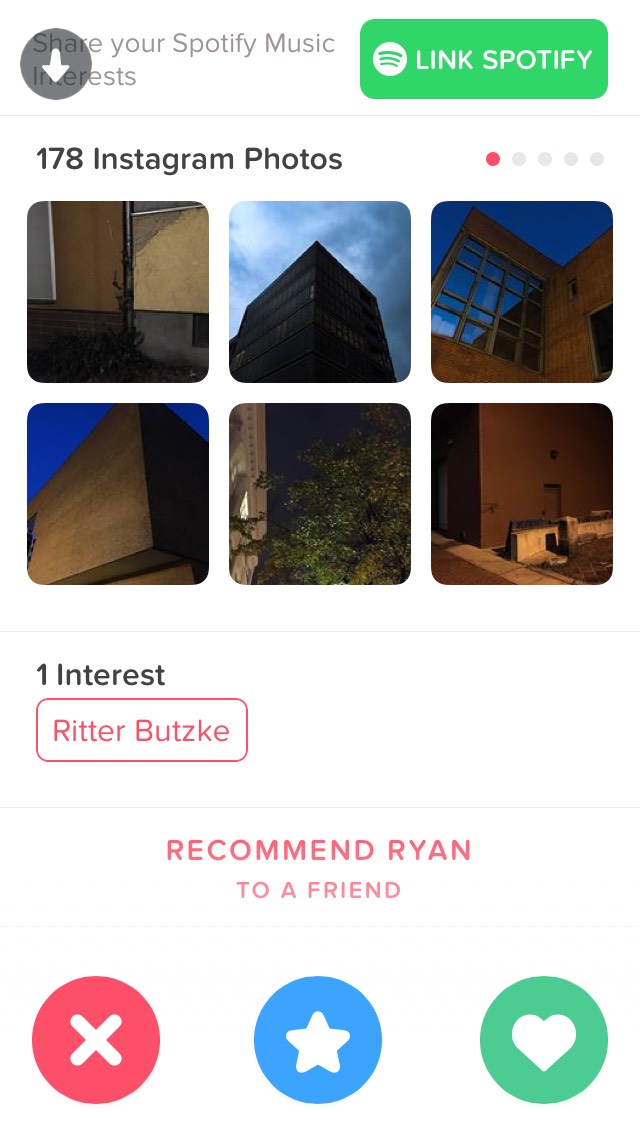 Share your Spotify Music
Interests
LINK SPOTIFY
178 Instagram Photos
1 Interest
Ritter Butzke
RECOMMEND RYAN
TO A FRIEND